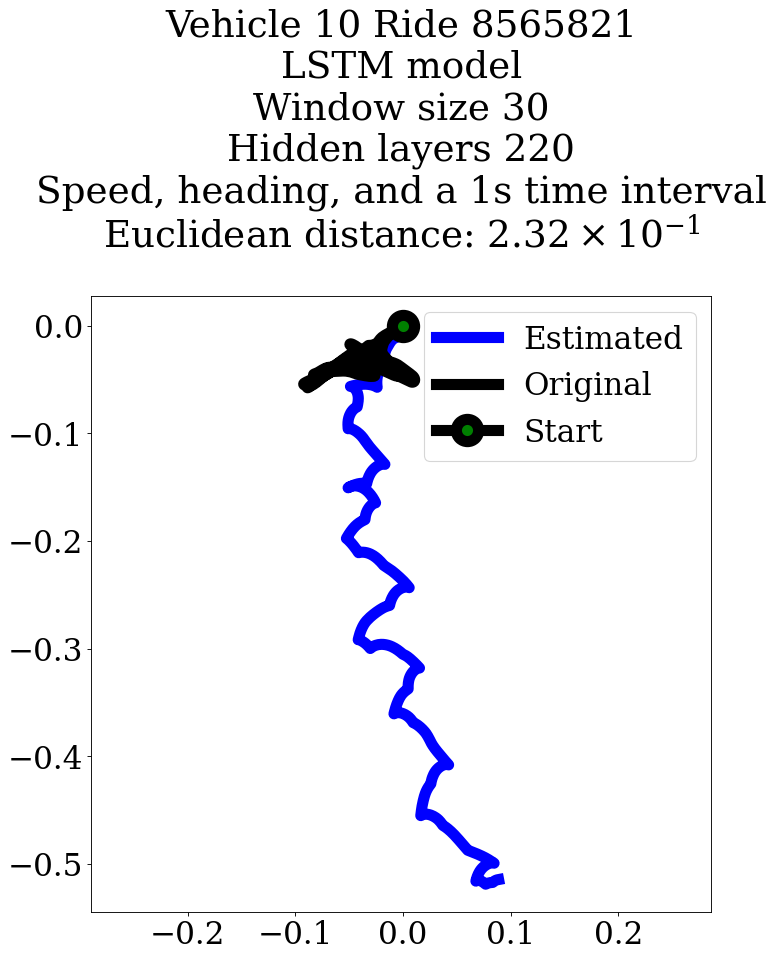 Vehicle 10 Ride 8565821
LSTM model
Window size 30
Hidden layers 220
Speed, heading, and a 1s time interval
Euclidean distance: 2.32 × 10⁻¹
Estimated
Original
Start
0.0
−0.1
−0.2
−0.3
−0.4
−0.5
−0.2 −0.1 0.0 0.1 0.2